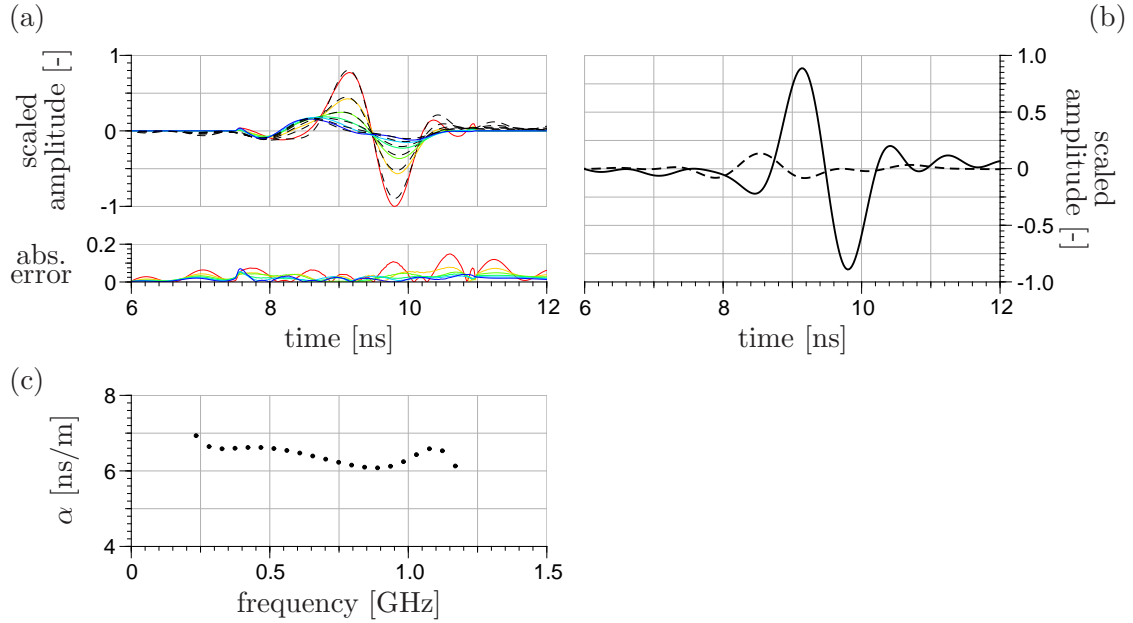 (a)
(b)
scaled
amplitude [-]
1
0
-1
abs.
error
0.2
0
6
8
10
12
time [ns]
1.0
0.5
0
-0.5
-1.0
scaled
amplitude [-]
6
8
10
12
time [ns]
(c)
α [ns/m]
8
6
4
0
0.5
1.0
1.5
frequency [GHz]